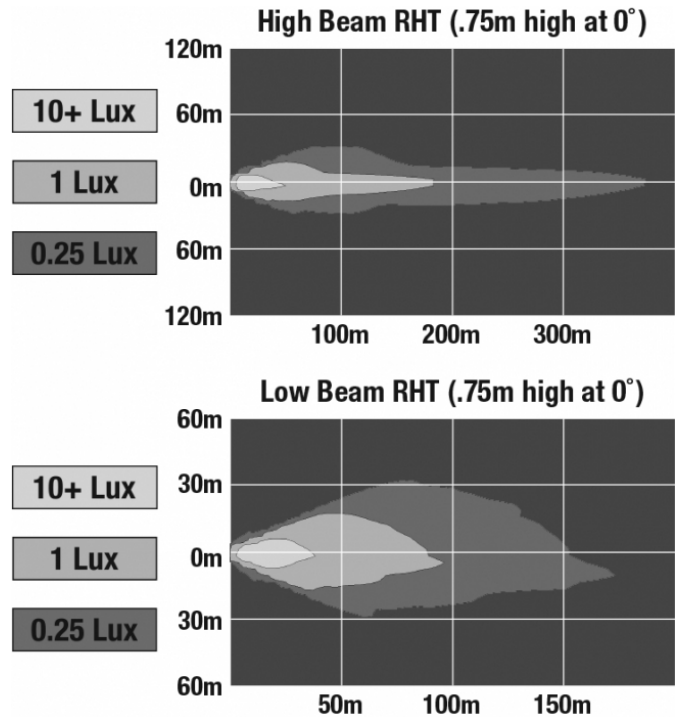 High Beam RHT (.75m high at 0˚)
10+ Lux
1 Lux
0.25 Lux
120m
60m
0m
60m
120m
100m 200m 300m
Low Beam RHT (.75m high at 0˚)
10+ Lux
1 Lux
0.25 Lux
60m
30m
0m
30m
60m
50m 100m 150m